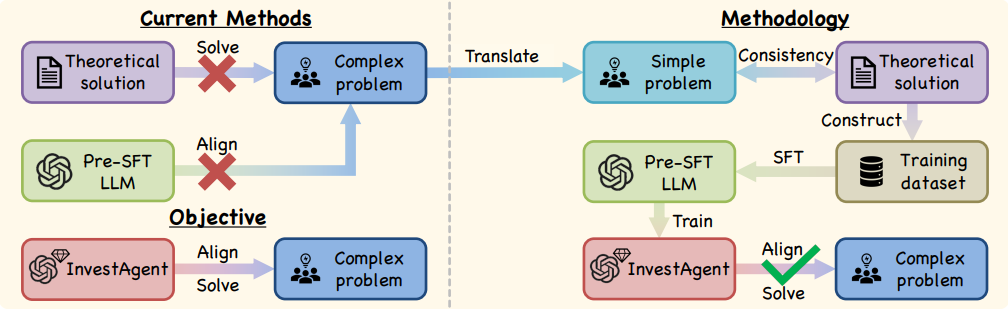 Current Methods
Theoretical
solution
Solve
Complex
problem
Pre-SFT
LLM
Align
Objective
InvestAgent
Align
Solve
Complex
problem
Translate
Methodology
Simple
problem
Consistency
Theoretical
solution
Construct
Pre-SFT
LLM
SFT
Training
dataset
Train
InvestAgent
Align
Solve
Complex
problem